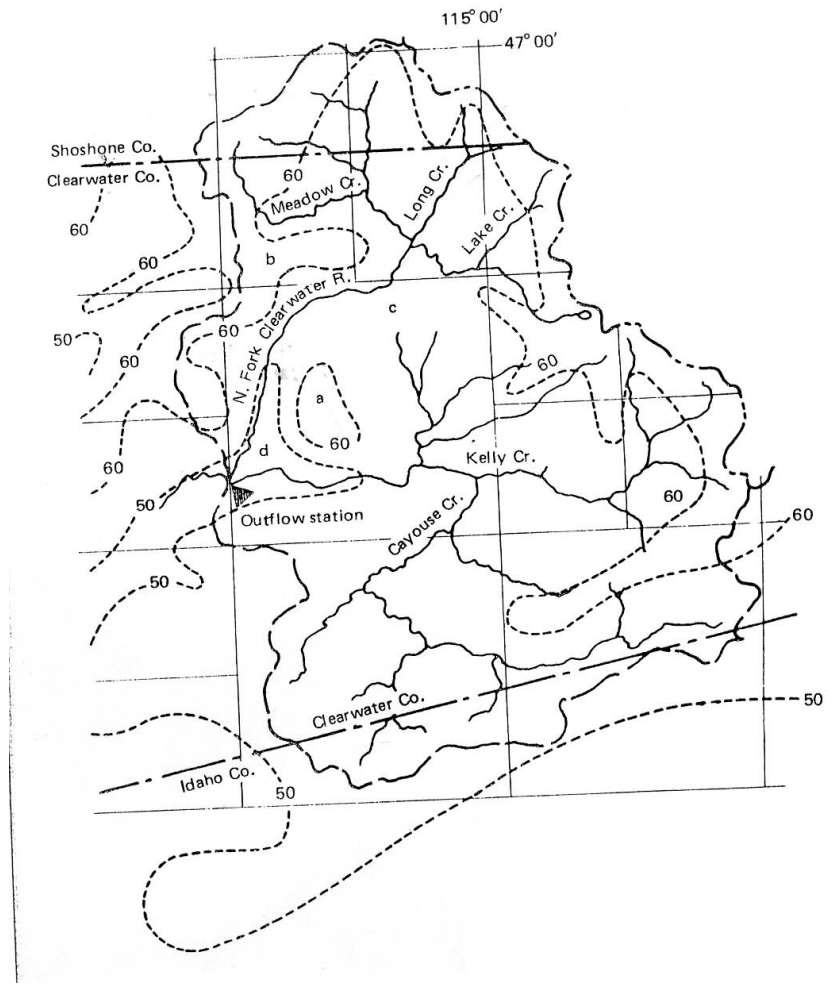 115°00′
47°00′
Shoshone Co.
Clearwater Co.
60
Meadow Cr.
Long Cr.
Lake Cr.
60
60
b
N. Fork Clearwater R.
c
60
50
60
60
a
60
d
Kelly Cr.
60
60
50
Outflow station
Cayouse Cr.
60
50
Clearwater Co.
50
Idaho Co.
50